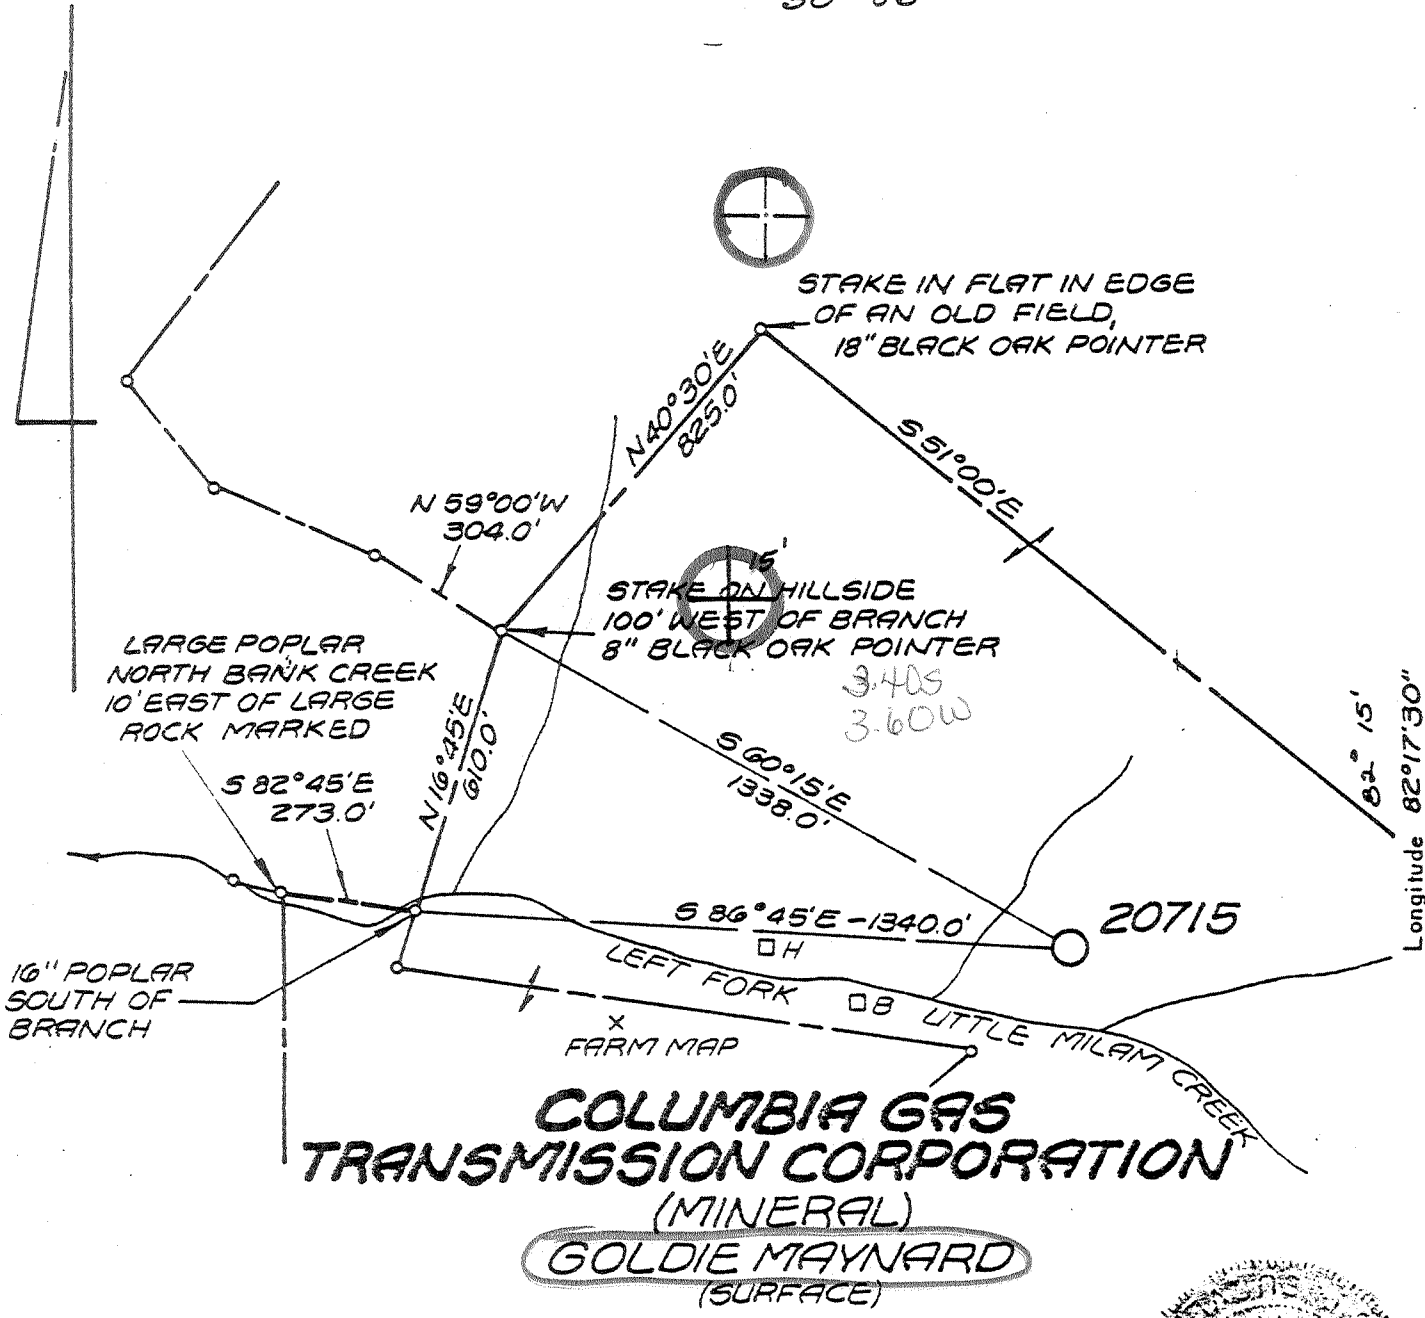 STAKE IN FLAT IN EDGE
OF AN OLD FIELD,
18" BLACK OAK POINTER
N 40°30'E
825.0'
S 51°00'E
N 59°00'W
304.0'
15'
STAKE ON HILLSIDE
100' WEST OF BRANCH
8" BLACK OAK POINTER
3.40S
3.60W
LARGE POPLAR
NORTH BANK CREEK
10' EAST OF LARGE
ROCK MARKED
S 82°45'E
273.0'
N 16°45'E
610.0'
S 60°15'E
1338.0'
82° 15'
Longitude 82°17'30"
S 86°45'E - 1340.0'
20715
H
LEFT FORK
B
LITTLE MILAM CREEK
16" POPLAR
SOUTH OF
BRANCH
X
FARM MAP
COLUMBIA GAS
TRANSMISSION CORPORATION
(MINERAL)
GOLDIE MAYNARD
(SURFACE)